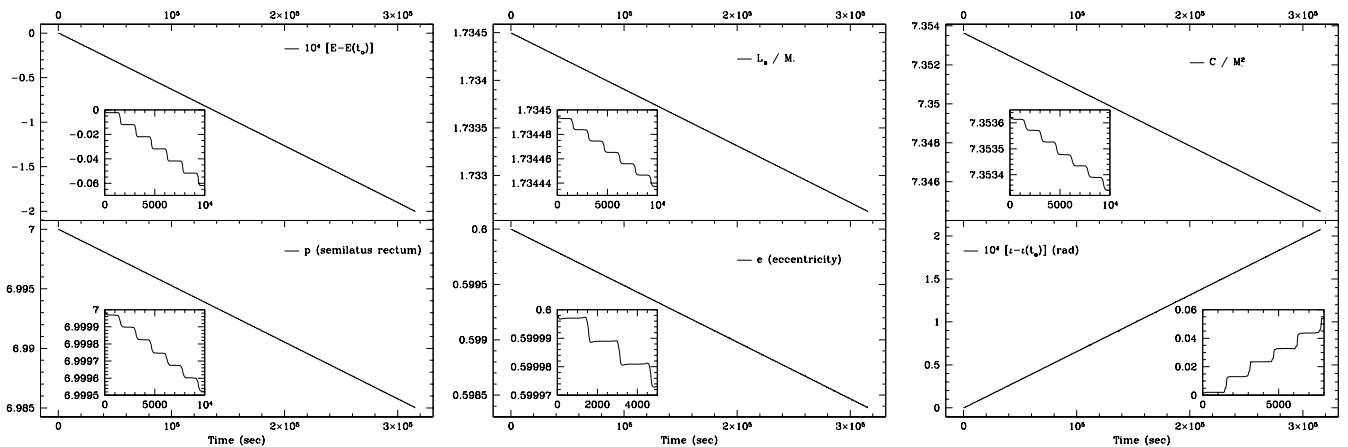 0 10⁵ 2×10⁵ 3×10⁵
0 10⁵ 2×10⁵ 3×10⁵
0 10⁵ 2×10⁵ 3×10⁵
0
−0.5
−1
−1.5
−2
10⁴ [E−E(t₀)]
0
−0.02
−0.04
−0.06
0 5000 10⁴
1.7345
1.734
1.7335
1.733
L_z / M.
1.7345
1.73448
1.73446
1.73444
0 5000 10⁴
7.354
7.352
7.35
7.348
7.346
C / M²
7.3536
7.3535
7.3534
0 5000 10⁴
7
6.995
6.99
6.985
p (semilatus rectum)
7
6.9999
6.9998
6.9997
6.9996
6.9995
0 5000 10⁴
0 10⁵ 2×10⁵ 3×10⁵
Time (sec)
0.6
0.5995
0.599
0.5985
e (eccentricity)
0.6
0.59999
0.59998
0.59997
0 2000 4000
0 10⁵ 2×10⁵ 3×10⁵
Time (sec)
2
1.5
1
0.5
0
10⁴ [ι−ι(t₀)] (rad)
0.06
0.04
0.02
0
0 5000
0 10⁵ 2×10⁵ 3×10⁵
Time (sec)